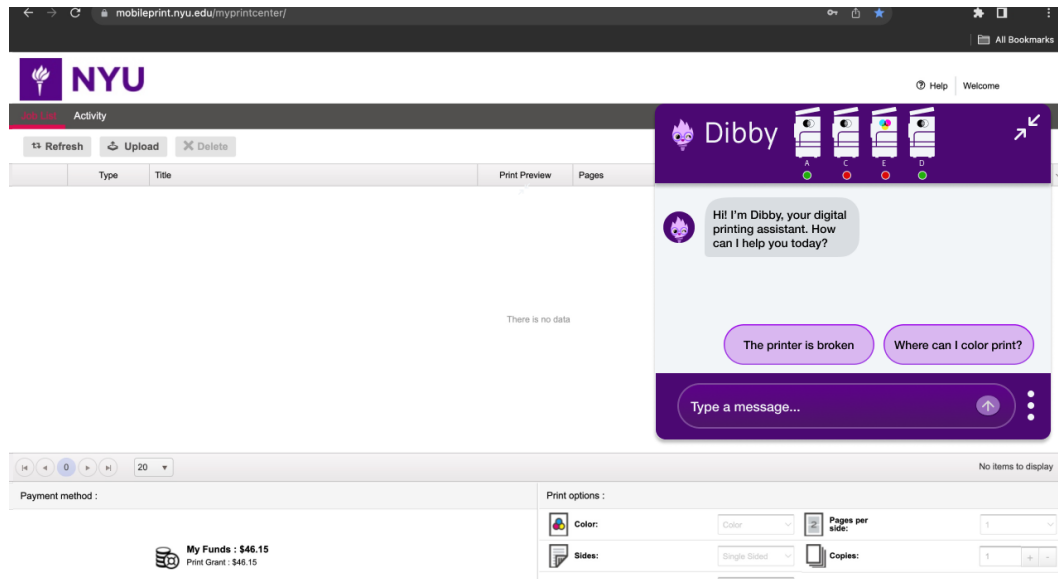 mobileprint.nyu.edu/myprintcenter/
All Bookmarks
NYU
Help
Welcome
Activity
Dibby
A C E D
Refresh
Upload
Delete
Type
Title
Print Preview
Pages
Hi! I'm Dibby, your digital
printing assistant. How
can I help you today?
There is no data
The printer is broken
Where can I color print?
Type a message...
0
20
No items to display
Payment method :
Print options :
My Funds : $46.15
Print Grant : $46.15
Color:
Color
2
Pages per
side:
1
Sides:
Single Sided
Copies:
1
+ -